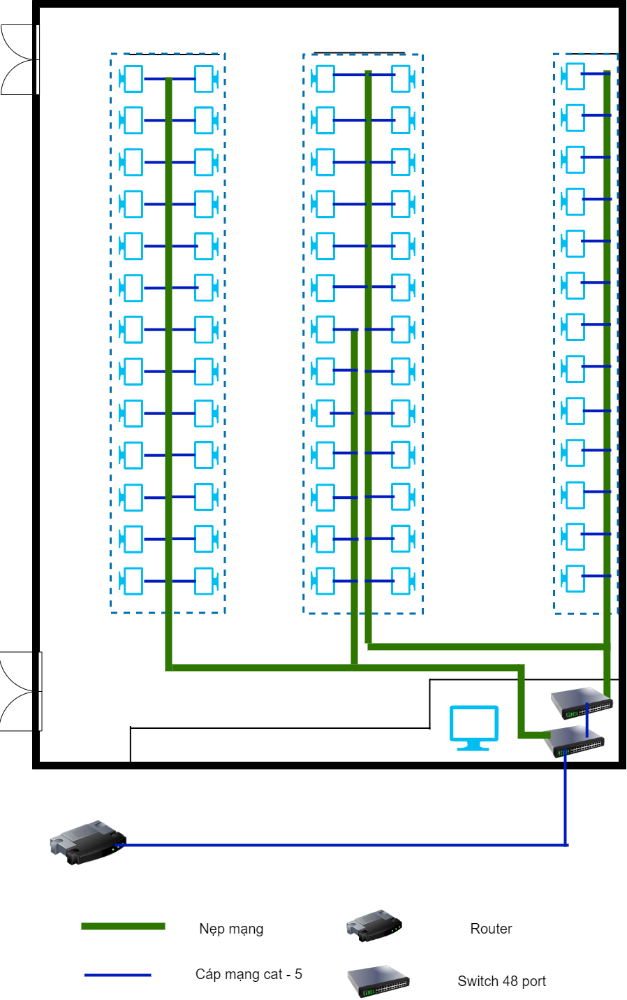 Nẹp mạng
Router
Cáp mạng cat - 5
Switch 48 port